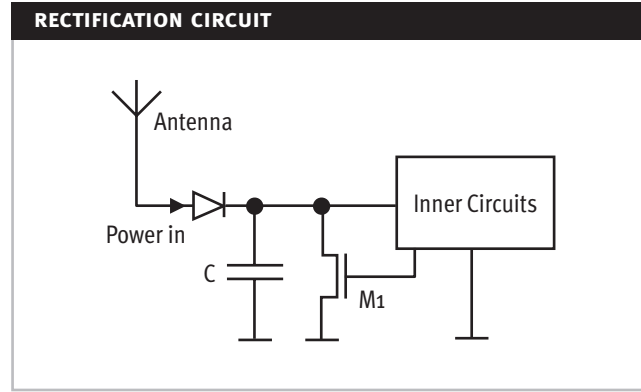 RECTIFICATION CIRCUIT
Antenna
Inner Circuits
Power in
C
M1